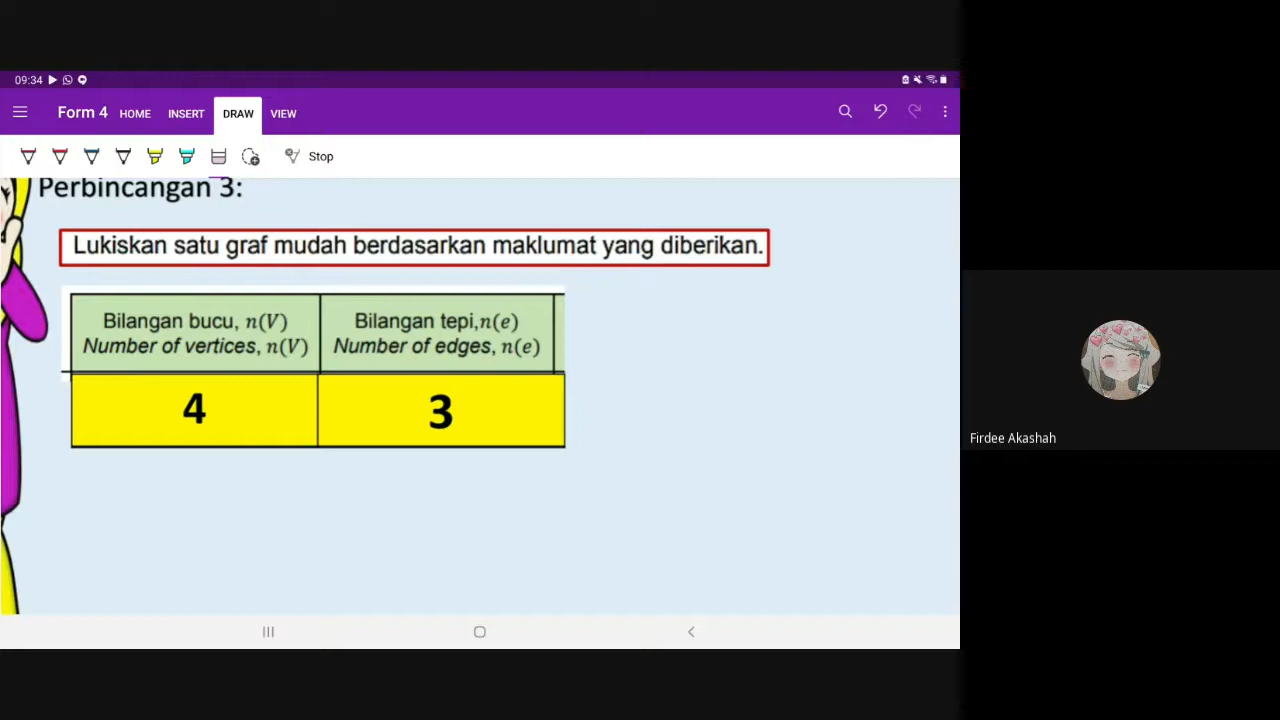 09:34
Form 4 HOME INSERT DRAW VIEW
Stop
Perbincangan 3:
Lukiskan satu graf mudah berdasarkan maklumat yang diberikan.
Bilangan bucu, n(V)
Number of vertices, n(V)
Bilangan tepi,n(e)
Number of edges, n(e)
4
3
Firdee Akashah